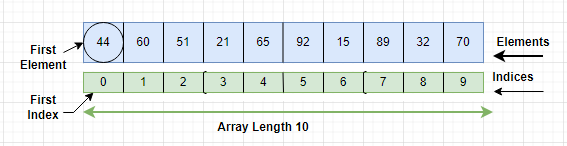 First
Element
44 60 51 21 65 92 15 89 32 70
Elements
0 1 2 3 4 5 6 7 8 9
Indices
First
Index
Array Length 10